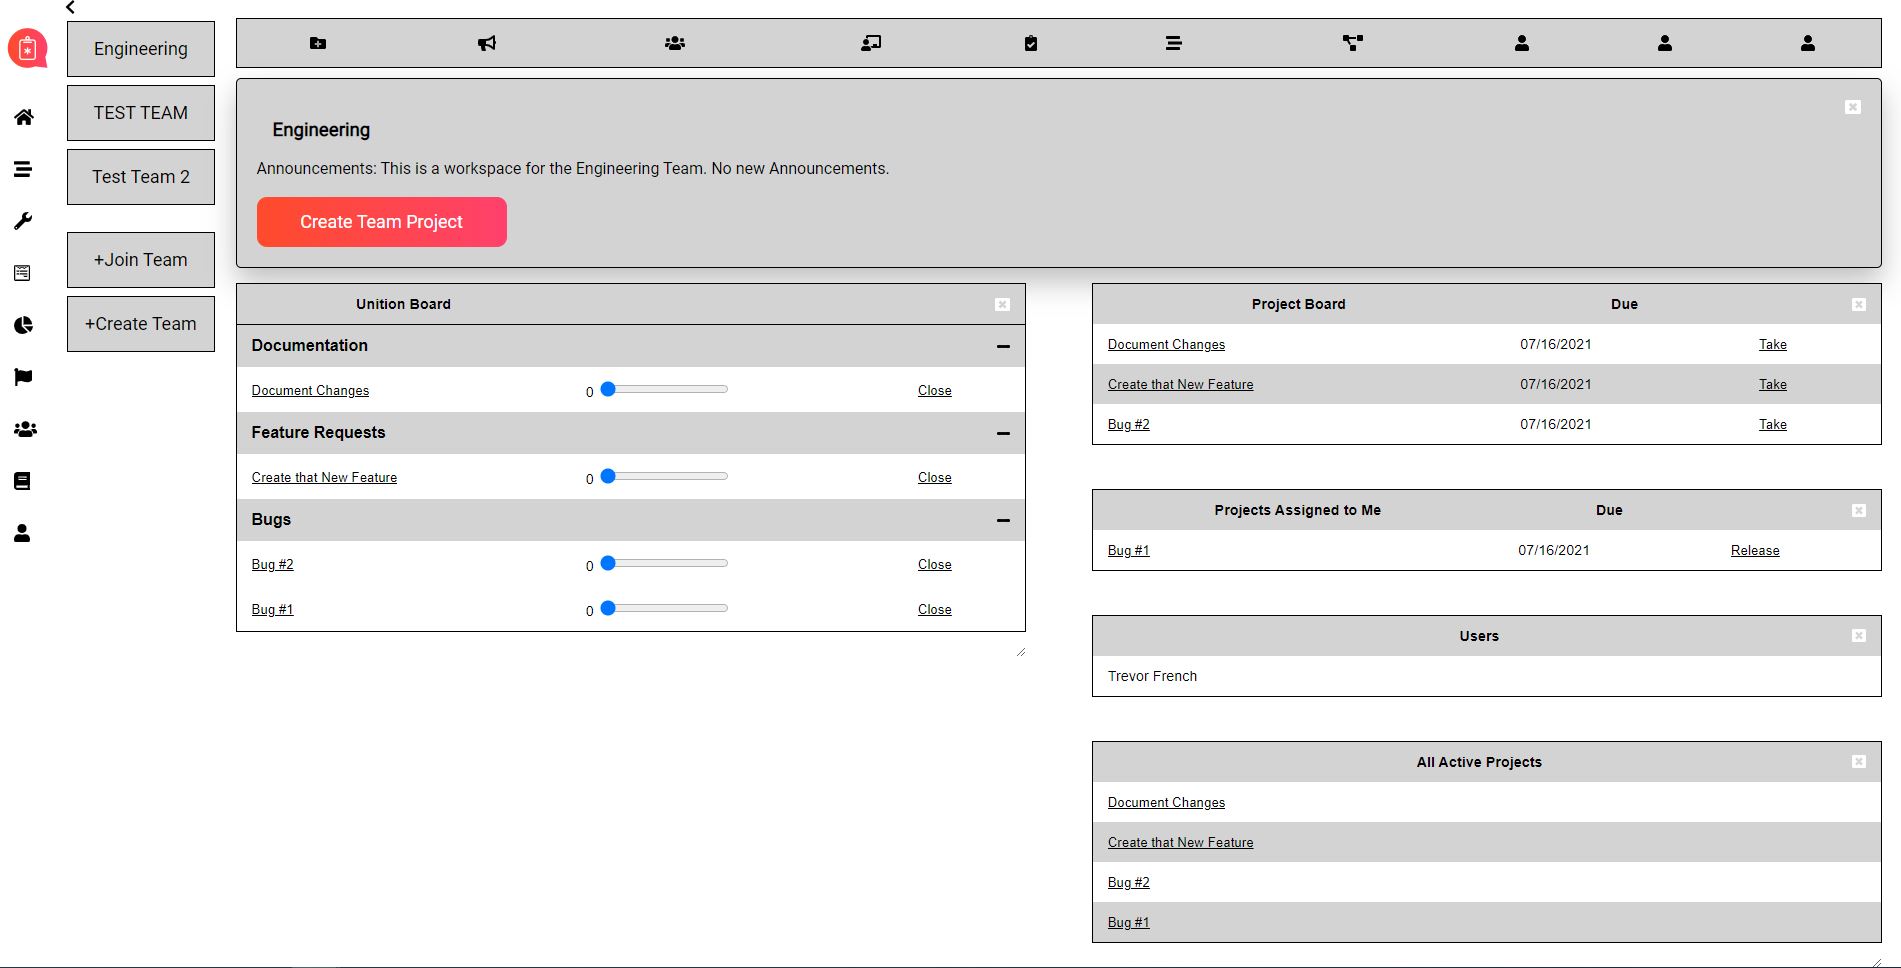 Engineering
TEST TEAM
Test Team 2
+Join Team
+Create Team
Engineering
Announcements: This is a workspace for the Engineering Team. No new Announcements.
Create Team Project
Unition Board
Documentation
Document Changes 0 Close
Feature Requests
Create that New Feature 0 Close
Bugs
Bug #2 0 Close
Bug #1 0 Close
Project Board Due
Document Changes 07/16/2021 Take
Create that New Feature 07/16/2021 Take
Bug #2 07/16/2021 Take
Projects Assigned to Me Due
Bug #1 07/16/2021 Release
Users
Trevor French
All Active Projects
Document Changes
Create that New Feature
Bug #2
Bug #1